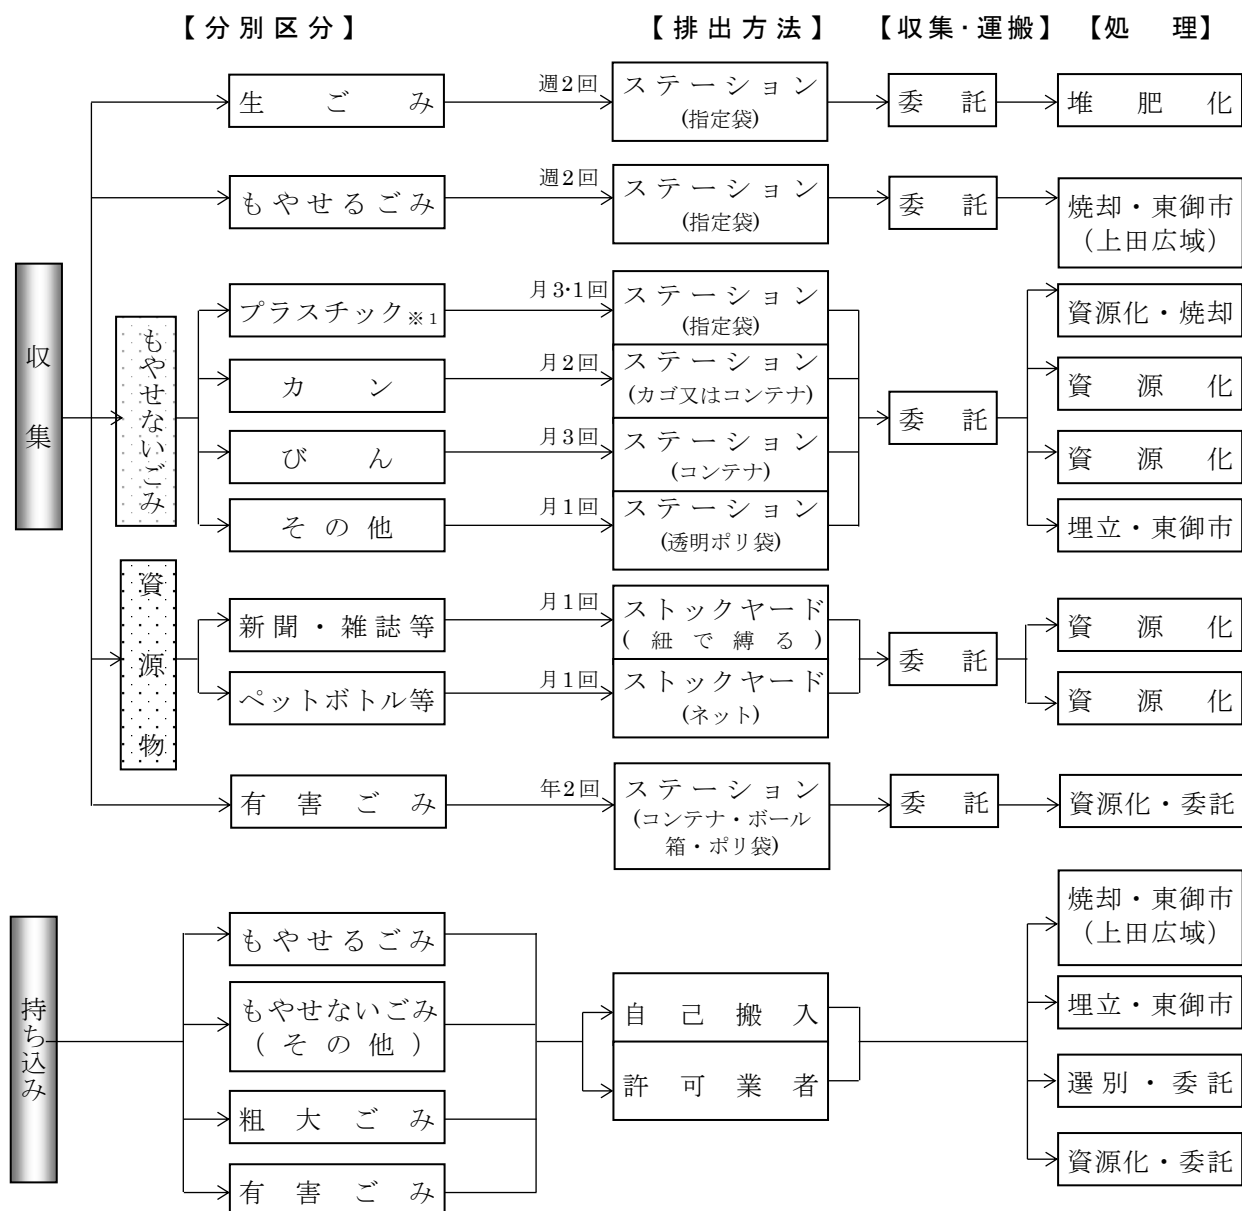 【分別区分】 【排出方法】 【収集・運搬】 【処 理】
収集
生ごみ 週2回 ステーション 委託 堆肥化
(指定袋)
もやせるごみ 週2回 ステーション 委託 焼却・東御市
(指定袋) (上田広域)
もやせないごみ
プラスチック※1 月3・1回 ステーション 資源化・焼却
(指定袋)
カン 月2回 ステーション 資源化
(カゴ又はコンテナ)
委託
びん 月3回 ステーション 資源化
(コンテナ)
その他 月1回 ステーション 埋立・東御市
(透明ポリ袋)
資源物
新聞・雑誌等 月1回 ストックヤード 資源化
(紐で縛る)
委託
ペットボトル等 月1回 ストックヤード 資源化
(ネット)
有害ごみ 年2回 ステーション 委託 資源化・委託
(コンテナ・ボール
箱・ポリ袋)
持ち込み
もやせるごみ 焼却・東御市
(上田広域)
もやせないごみ 自己搬入 埋立・東御市
(その他)
許可業者 選別・委託
粗大ごみ
資源化・委託
有害ごみ